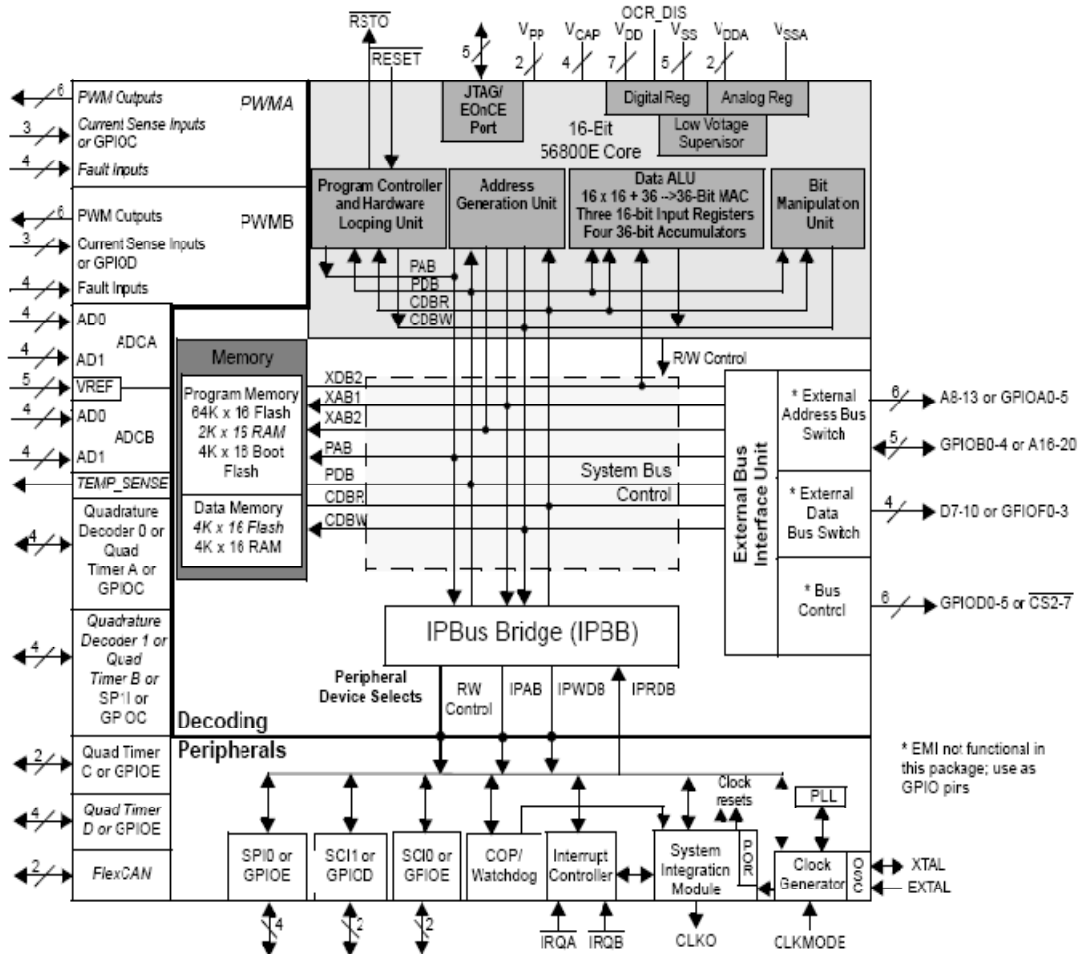 RSTO
RESET
5
VPP
2
VCAP
4
VDD
7
OCR_DIS
VSS
5
VDDA
2
VSSA
JTAG/
EOnCE
Port
Digital Reg
Analog Reg
Low Votage
Supervisor
16-Bit
56800E Core
6
PWM Outputs
PWMA
3
Current Sense Inputs
or GPIOC
4
Fault Inputs
6
PWM Outputs
PWMB
3
Current Sense Inputs
or GPIOD
4
Fault Inputs
Program Controller
and Hardware
Looping Unit
Address
Generation Unit
Data ALU
16 x 16 + 36 -->36-Bit MAC
Three 16-bit Input Registers
Four 36-bit Accumulators
Bit
Manipulation
Unit
PAB
PDB
CDBR
CDBW
4
AD0
ADCA
4
AD1
5
VREF
4
AD0
ADCB
4
AD1
TEMP_SENSE
4
Quadrature
Decoder 0 or
Quad
Timer A or
GPIOC
4
Quadrature
Decoder 1 or
Quad
Timer B or
SP1I or
GPIOC
2
Quad Timer
C or GPIOE
4
Quad Timer
D or GPIOE
2
FlexCAN
Memory
Program Memory
64K x 16 Flash
2K x 16 RAM
4K x 16 Boot
Flash
Data Memory
4K x 16 Flash
4K x 16 RAM
XDB2
XAB1
XAB2
PAB
PDB
CDBR
CDBW
R/W Control
System Bus
Control
External Bus
Interface Unit
* External
Address Bus
Switch
* External
Data
Bus Switch
* Bus
Control
6
A8-13 or GPIOA0-5
5
GPIOB0-4 or A16-20
4
D7-10 or GPIOF0-3
6
GPIOD0-5 or CS2-7
IPBus Bridge (IPBB)
Peripheral
Device Selects
RW
Control
IPAB
IPWDB
IPRDB
Decoding
Peripherals
* EMI not functional in
this package; use as
GPIO pins
Clock
resets
PLL
SPI0 or
GPIOE
SCI1 or
GPICD
SCI0 or
GFIOE
COP/
Watchdog
Interrupt
Controller
System
Integration
Module
POR
Clock
Generator
OSC
XTAL
EXTAL
4
2
2
IRQA
IRQB
CLKO
CLKMODE